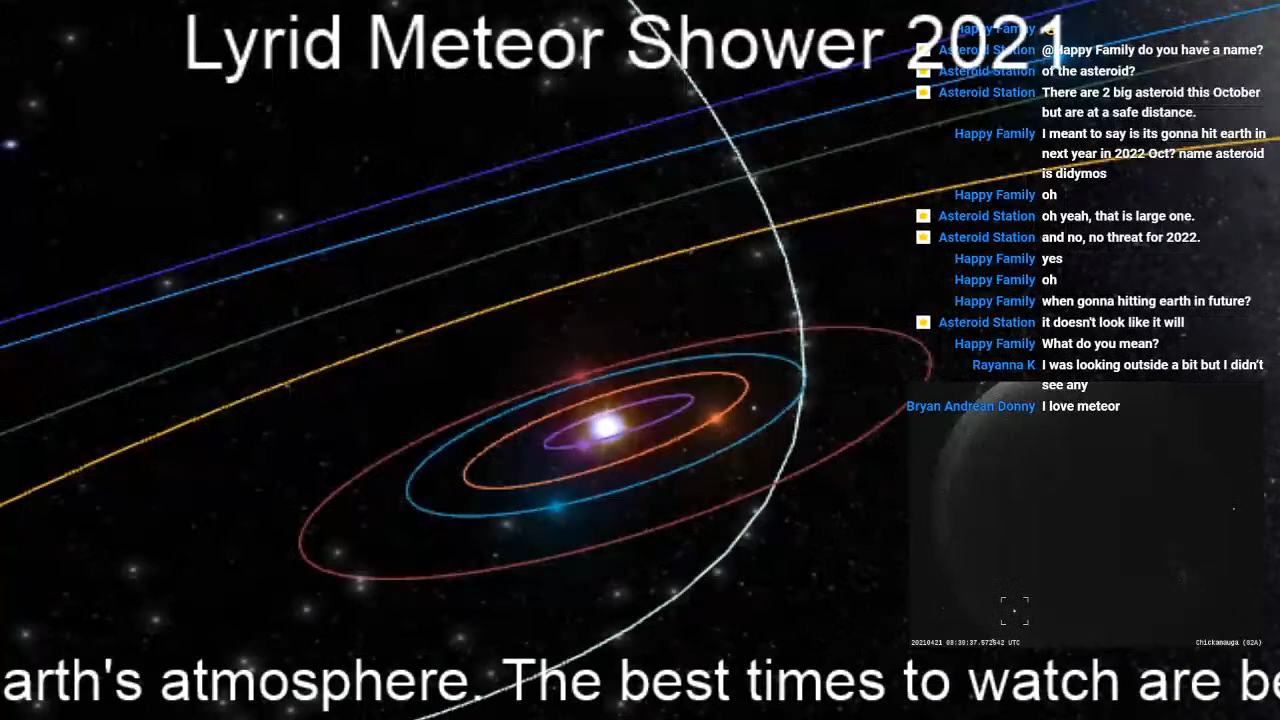 Lyrid Meteor Shower 2021
Happy Family
Asteroid Station @Happy Family do you have a name?
Asteroid Station of the asteroid?
Asteroid Station There are 2 big asteroid this October
but are at a safe distance.
Happy Family I meant to say is its gonna hit earth in
next year in 2022 Oct? name asteroid
is didymos
Happy Family oh
Asteroid Station oh yeah, that is large one.
Asteroid Station and no, no threat for 2022.
Happy Family yes
Happy Family oh
Happy Family when gonna hitting earth in future?
Asteroid Station it doesn't look like it will
Happy Family What do you mean?
Rayanna K I was looking outside a bit but I didn't
see any
Bryan Andrean Donny I love meteor
UTC
Chickamauga (02A)
arth's atmosphere. The best times to watch are be